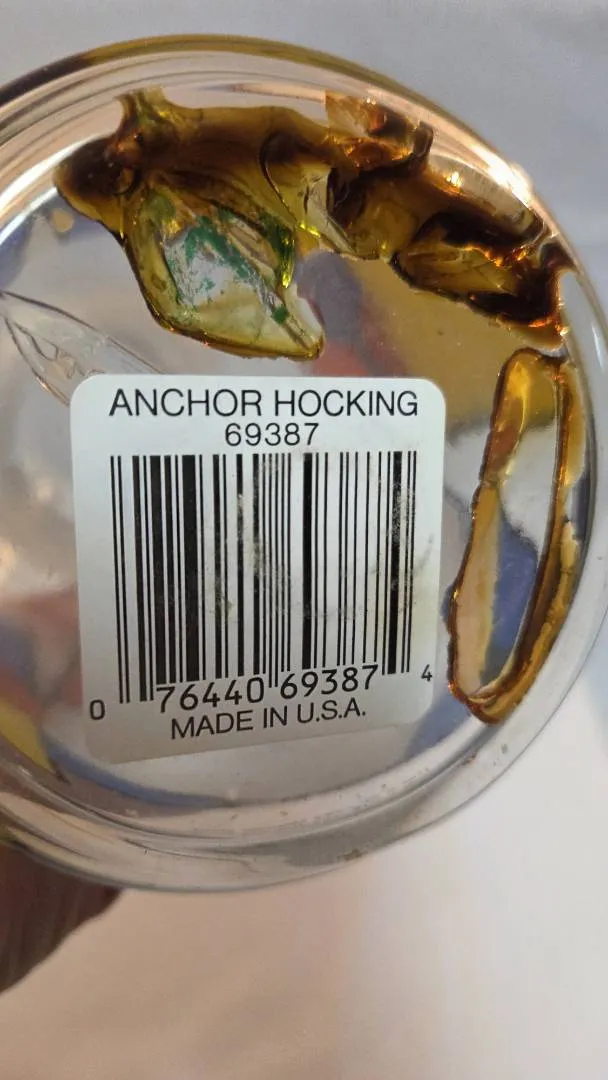 ANCHOR HOCKING
69387
0 76440 69387 4
MADE IN U.S.A.